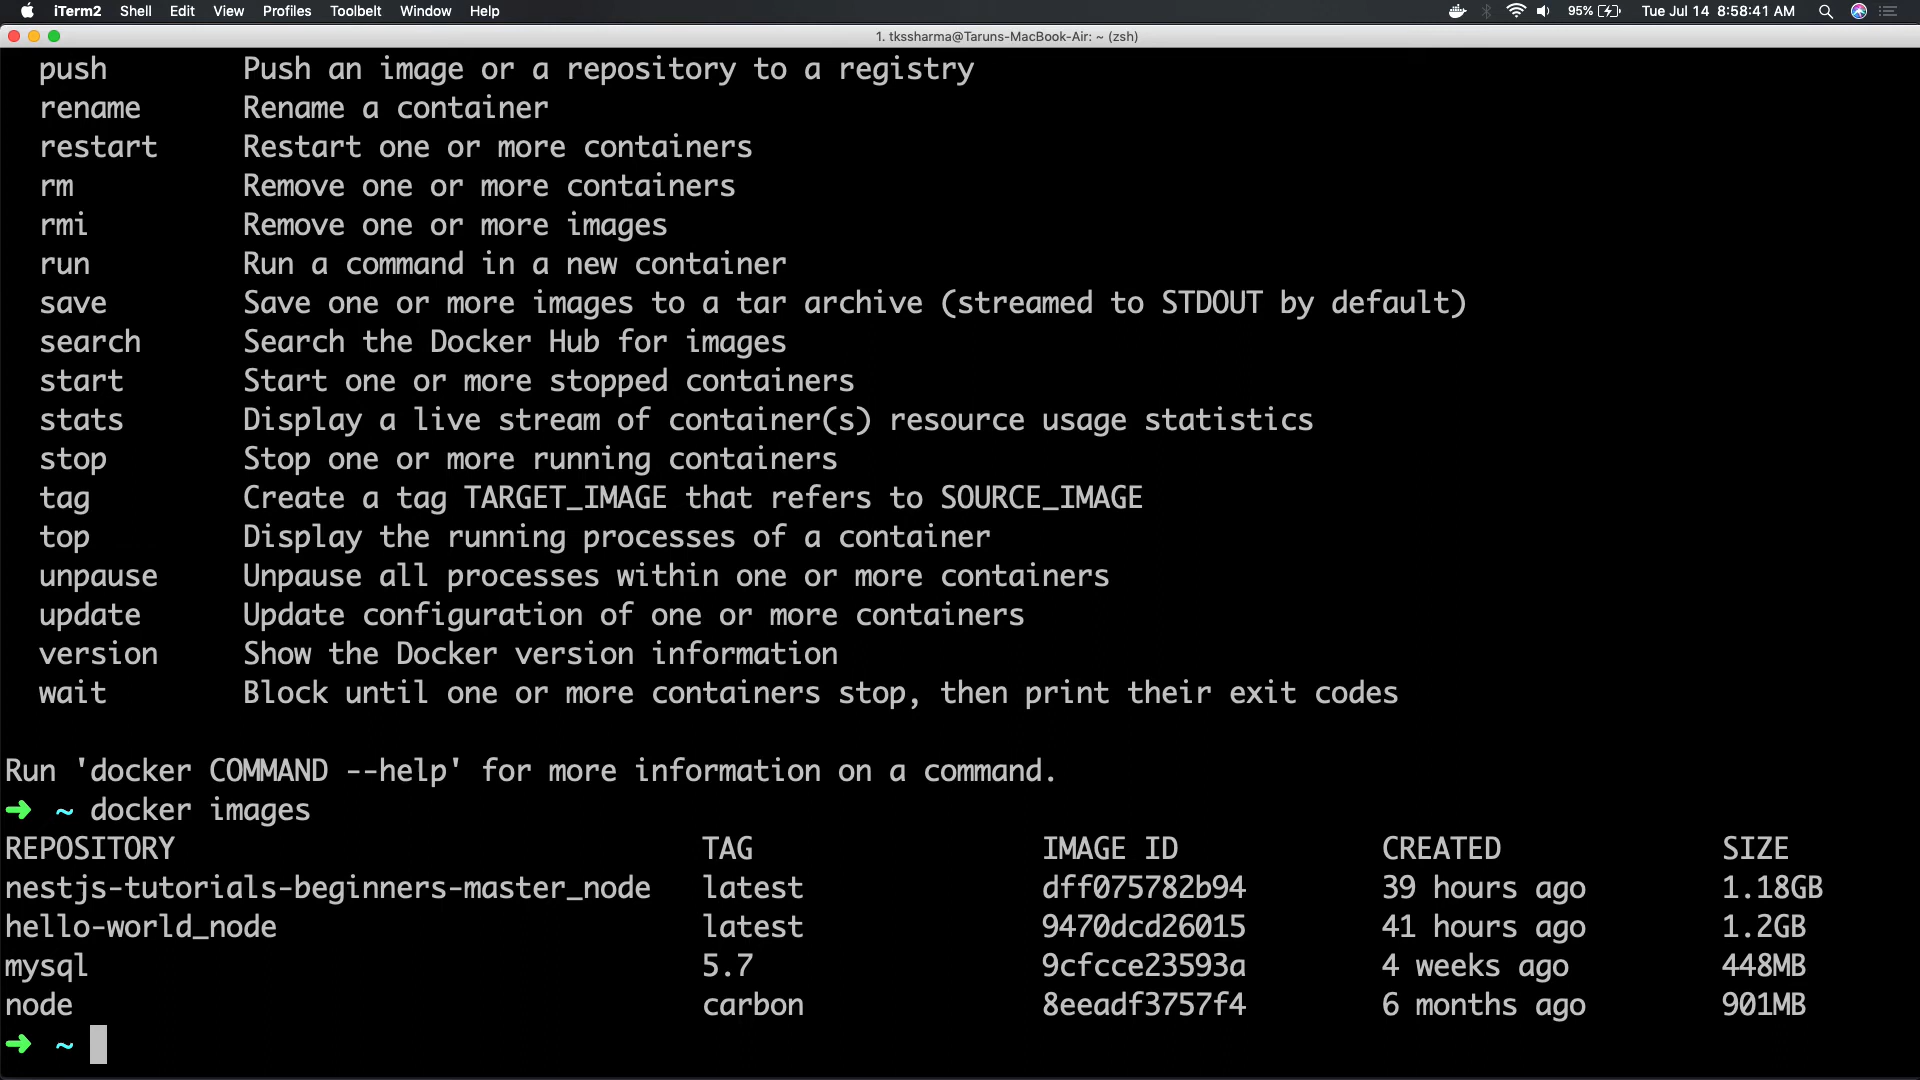 iTerm2 Shell Edit View Profiles Toolbelt Window Help 95% Tue Jul 14 8:58:41 AM
1. tkssharma@Taruns-MacBook-Air: ~ (zsh)
push Push an image or a repository to a registry
rename Rename a container
restart Restart one or more containers
rm Remove one or more containers
rmi Remove one or more images
run Run a command in a new container
save Save one or more images to a tar archive (streamed to STDOUT by default)
search Search the Docker Hub for images
start Start one or more stopped containers
stats Display a live stream of container(s) resource usage statistics
stop Stop one or more running containers
tag Create a tag TARGET_IMAGE that refers to SOURCE_IMAGE
top Display the running processes of a container
unpause Unpause all processes within one or more containers
update Update configuration of one or more containers
version Show the Docker version information
wait Block until one or more containers stop, then print their exit codes
Run 'docker COMMAND --help' for more information on a command.
➜ ~ docker images
REPOSITORY TAG IMAGE ID CREATED SIZE
nestjs-tutorials-beginners-master_node latest dff075782b94 39 hours ago 1.18GB
hello-world_node latest 9470dcd26015 41 hours ago 1.2GB
mysql 5.7 9cfcce23593a 4 weeks ago 448MB
node carbon 8eeadf3757f4 6 months ago 901MB
➜ ~